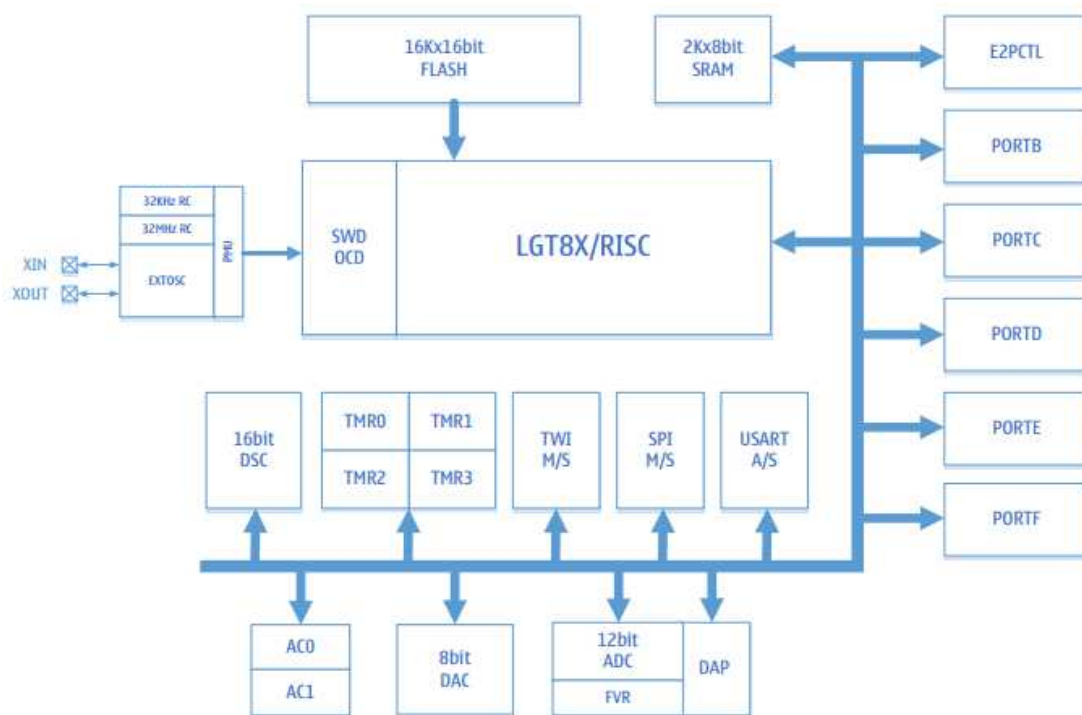 16Kx16bit
FLASH
2Kx8bit
SRAM
E2PCTL
PORTB
32KHz RC
32MHz RC
EXTOSC
PMU
XIN
XOUT
SWD
OCD
LGT8X/RISC
PORTC
PORTD
16bit
DSC
TMR0
TMR1
TMR2
TMR3
TWI
M/S
SPI
M/S
USART
A/S
PORTE
PORTF
AC0
AC1
8bit
DAC
12bit
ADC
FVR
DAP